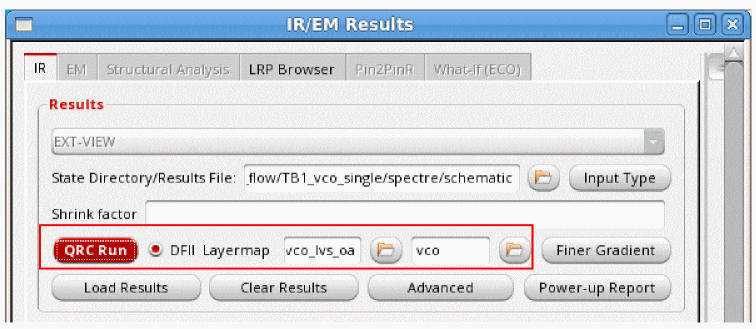 IR/EM Results
IR EM Structural Analysis LRP Browser Pin2PinR What-If (ECO)
Results
EXT-VIEW
State Directory/Results File: _flow/TB1_vco_single/spectre/schematic Input Type
Shrink factor
QRC Run DFII Layermap vco_lvs_oa vco Finer Gradient
Load Results Clear Results Advanced Power-up Report